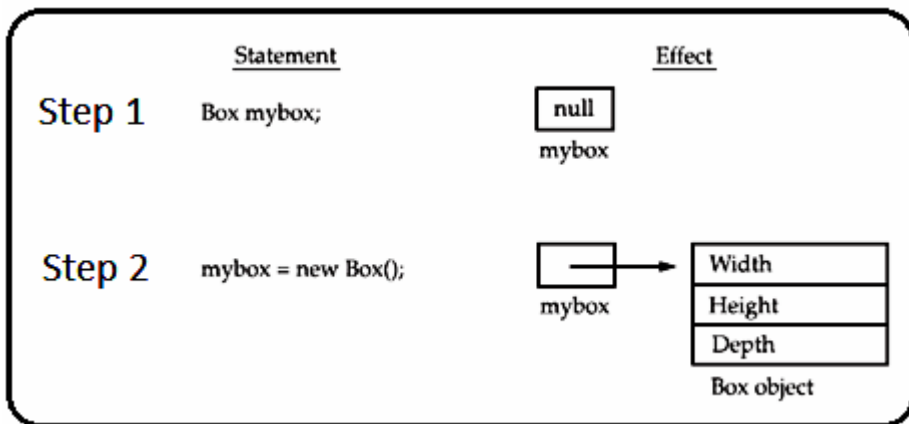 Statement Effect
Step 1 Box mybox; null
mybox
Step 2 mybox = new Box(); Width
mybox Height
Depth
Box object